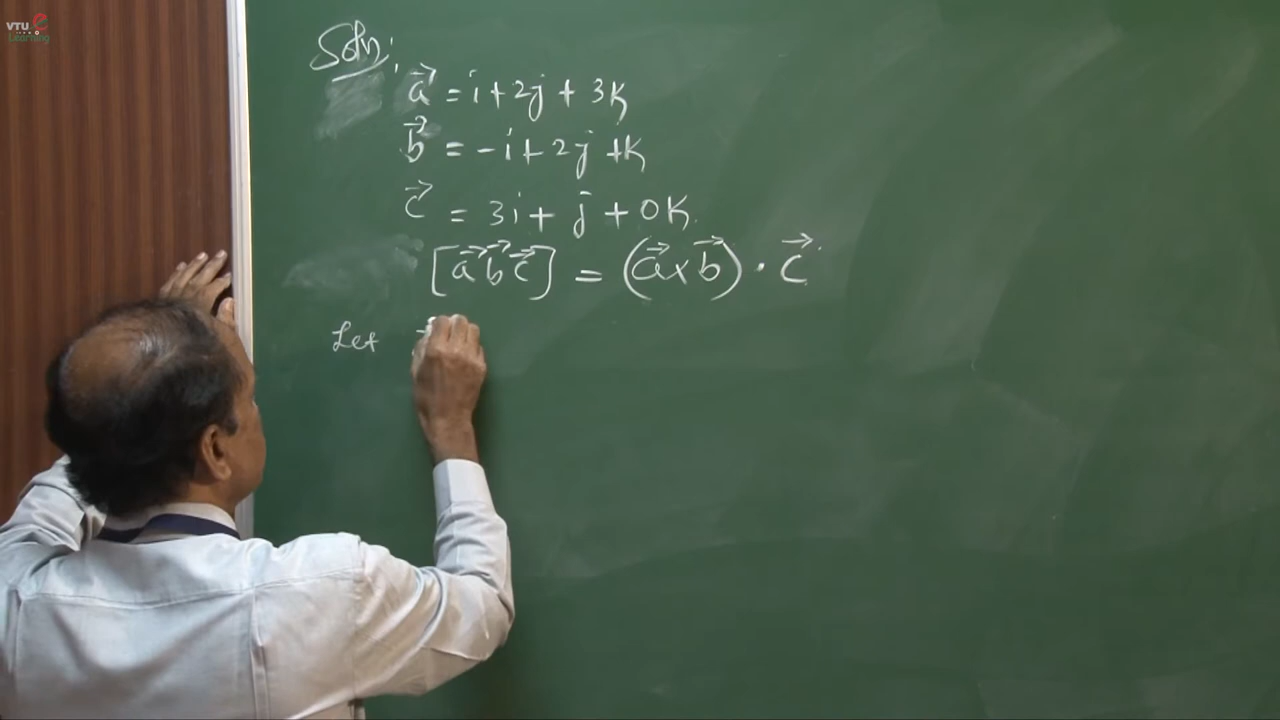 VTU e
Learning
Soln:
a⃗ = i + 2j + 3k
b⃗ = -i + 2j + k
c⃗ = 3i + j + 0k
[a⃗ b⃗ c⃗] = (a⃗ × b⃗) · c⃗
Let